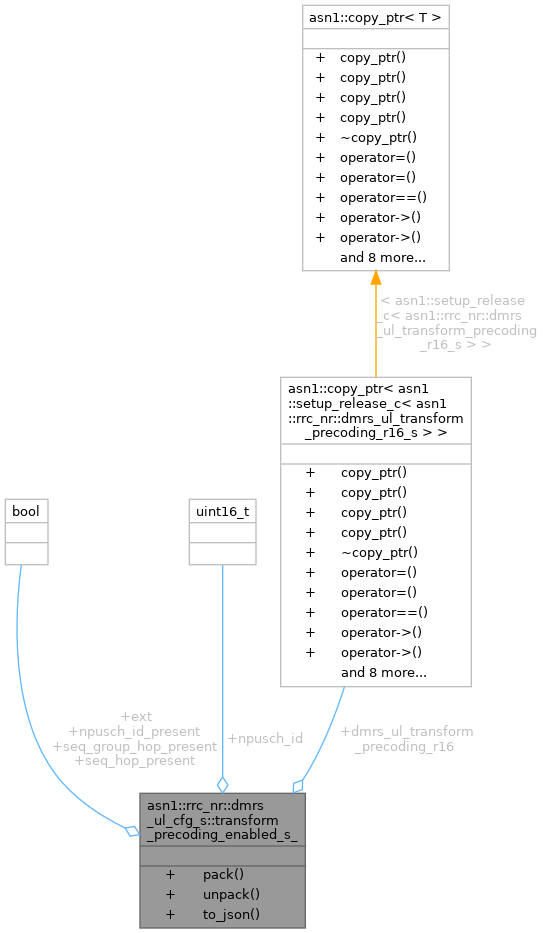 asn1::copy_ptr< T >
+ copy_ptr()
+ copy_ptr()
+ copy_ptr()
+ copy_ptr()
+ ~copy_ptr()
+ operator=()
+ operator=()
+ operator==()
+ operator->()
+ operator->()
and 8 more...
< asn1::setup_release
_c< asn1::rrc_nr::dmrs
_ul_transform_precoding
_r16_s > >
asn1::copy_ptr< asn1
::setup_release_c< asn1
::rrc_nr::dmrs_ul_transform
_precoding_r16_s > >
+ copy_ptr()
+ copy_ptr()
+ copy_ptr()
+ copy_ptr()
+ ~copy_ptr()
+ operator=()
+ operator=()
+ operator==()
+ operator->()
+ operator->()
and 8 more...
bool
uint16_t
+ext
+npusch_id_present
+seq_group_hop_present
+seq_hop_present
+npusch_id
+dmrs_ul_transform
_precoding_r16
asn1::rrc_nr::dmrs
_ul_cfg_s::transform
_precoding_enabled_s_
+ pack()
+ unpack()
+ to_json()